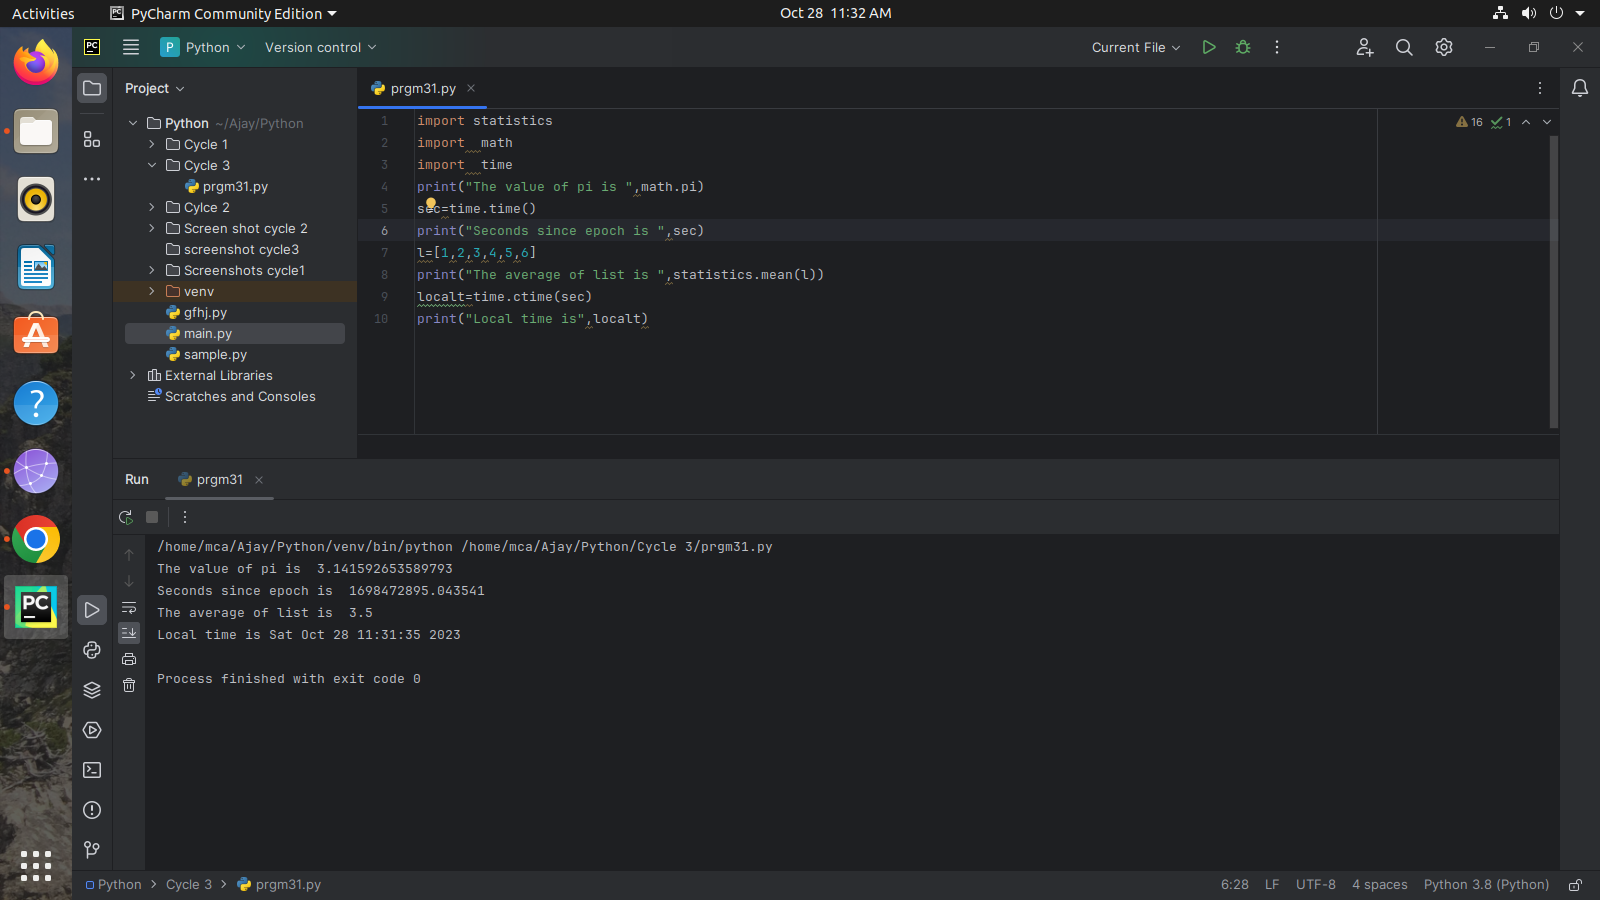 Activities PyCharm Community Edition Oct 28 11:32 AM
PC P Python Version control Current File
Project prgm31.py
Python ~/Ajay/Python
Cycle 1
Cycle 3
prgm31.py
Cylce 2
Screen shot cycle 2
screenshot cycle3
Screenshots cycle1
venv
gfhj.py
main.py
sample.py
External Libraries
Scratches and Consoles
16 1
1 import statistics
2 import  math
3 import  time
4 print("The value of pi is ",math.pi)
5 sec=time.time()
6 print("Seconds since epoch is ",sec)
7 l=[1,2,3,4,5,6]
8 print("The average of list is ",statistics.mean(l))
9 localt=time.ctime(sec)
10 print("Local time is",localt)
Run prgm31
/home/mca/Ajay/Python/venv/bin/python /home/mca/Ajay/Python/Cycle 3/prgm31.py
The value of pi is  3.141592653589793
Seconds since epoch is  1698472895.043541
The average of list is  3.5
Local time is Sat Oct 28 11:31:35 2023
Process finished with exit code 0
PC
Python Cycle 3 prgm31.py 6:28 LF UTF-8 4 spaces Python 3.8 (Python)